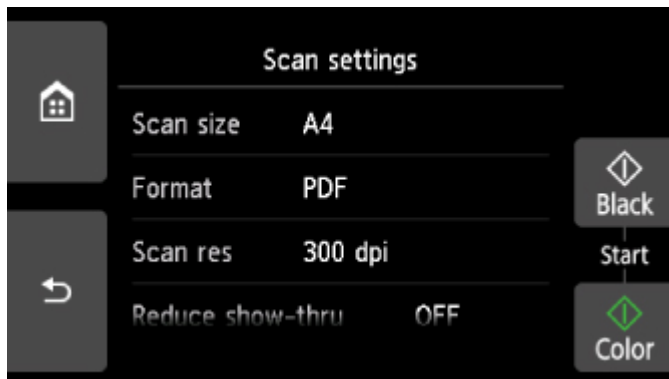 Scan settings
Scan size A4
Format PDF
Scan res 300 dpi
Reduce show-thru OFF
Black
Start
Color